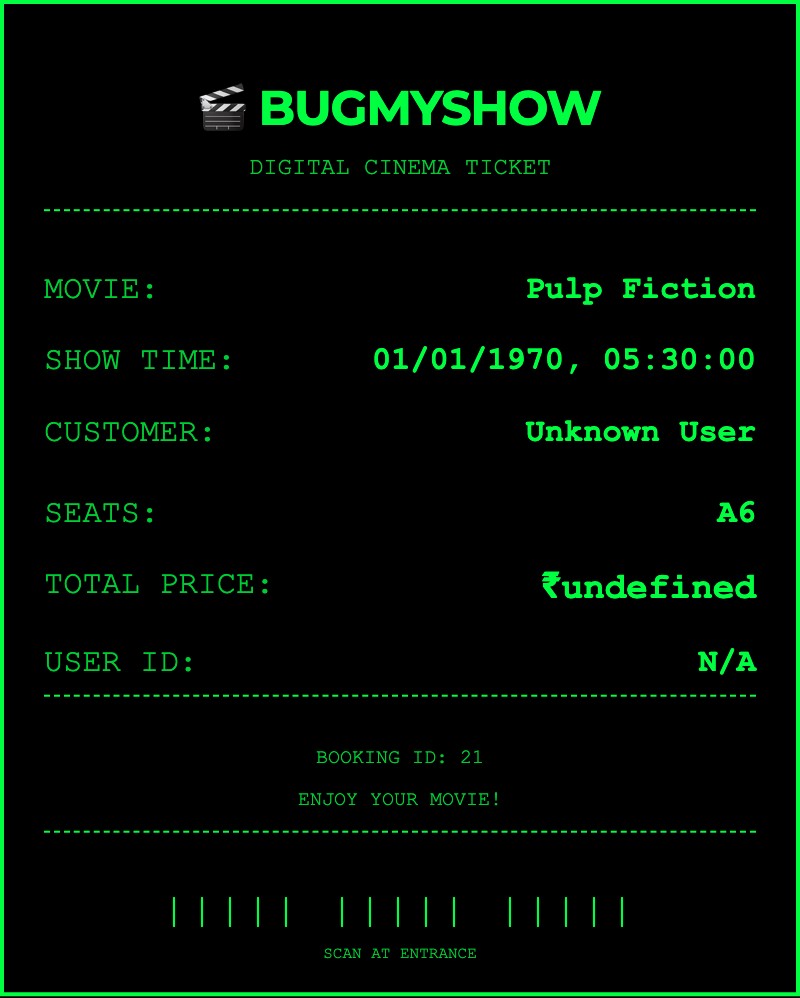 BUGMYSHOW
DIGITAL CINEMA TICKET
MOVIE: Pulp Fiction
SHOW TIME: 01/01/1970, 05:30:00
CUSTOMER: Unknown User
SEATS: A6
TOTAL PRICE: ₹undefined
USER ID: N/A
BOOKING ID: 21
ENJOY YOUR MOVIE!
||||| ||||| |||||
SCAN AT ENTRANCE